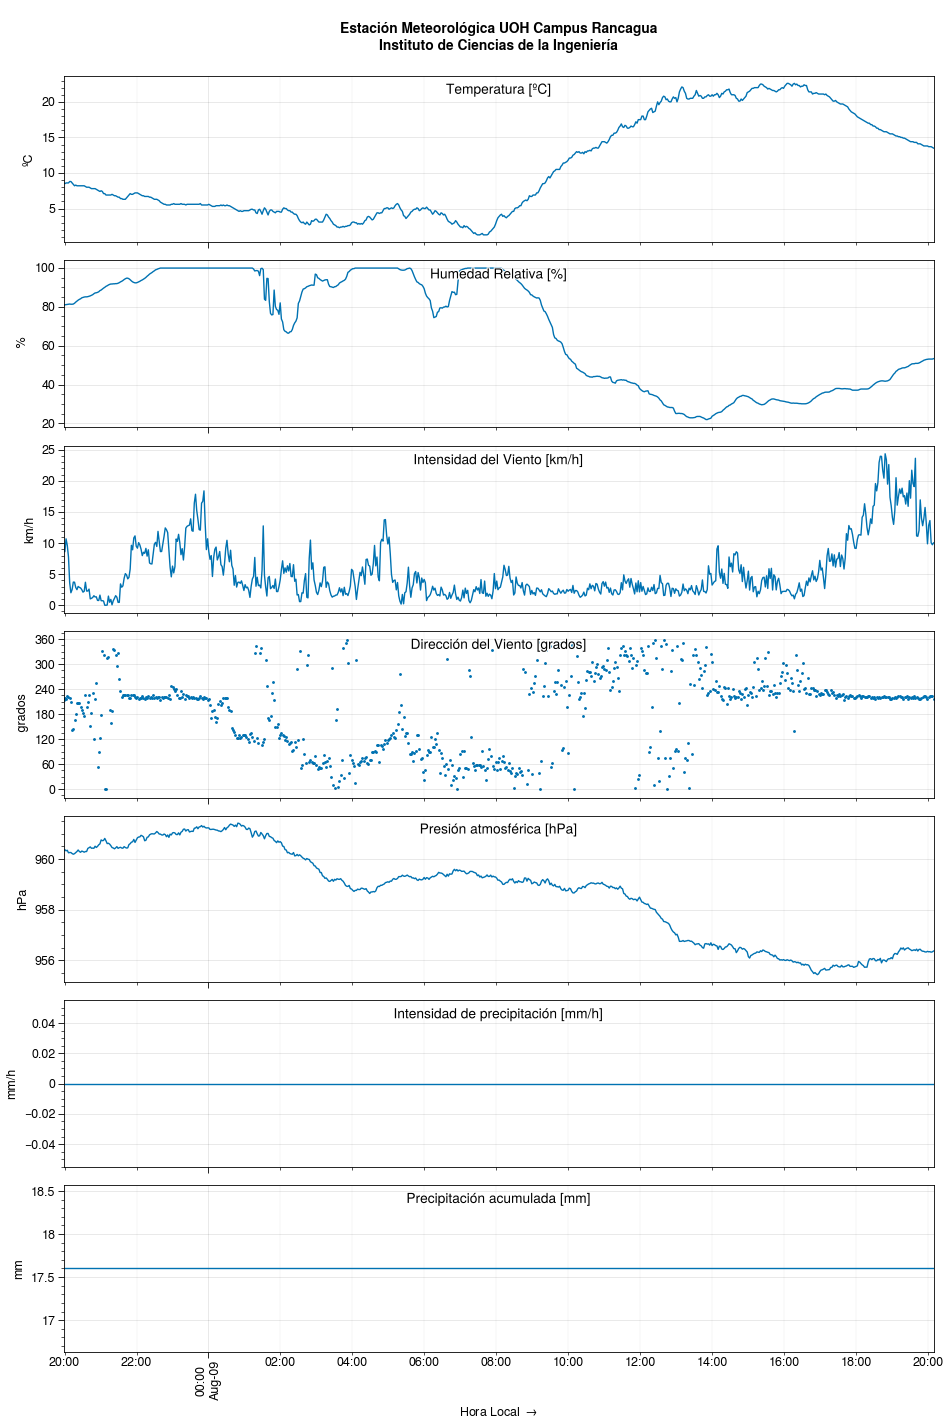 Estación Meteorológica UOH Campus Rancagua
Instituto de Ciencias de la Ingeniería
Temperatura [ºC]
ºC
20
15
10
5
Humedad Relativa [%]
%
100
80
60
40
20
Intensidad del Viento [km/h]
km/h
25
20
15
10
5
0
Dirección del Viento [grados]
grados
360
300
240
180
120
60
0
Presión atmosférica [hPa]
hPa
960
958
956
Intensidad de precipitación [mm/h]
mm/h
0.04
0.02
0
−0.02
−0.04
Precipitación acumulada [mm]
mm
18.5
18
17.5
17
20:00 22:00 00:00 02:00 04:00 06:00 08:00 10:00 12:00 14:00 16:00 18:00 20:00
Aug-09
Hora Local →